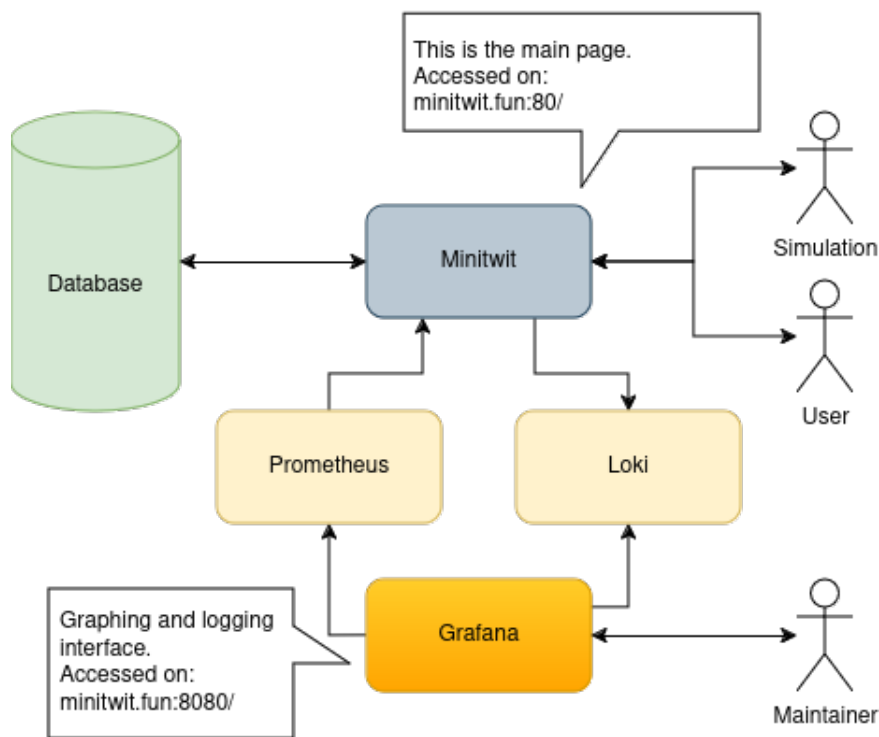 This is the main page.
Accessed on:
minitwit.fun:80/
Database
Minitwit
Simulation
User
Prometheus
Loki
Graphing and logging
interface.
Accessed on:
minitwit.fun:8080/
Grafana
Maintainer